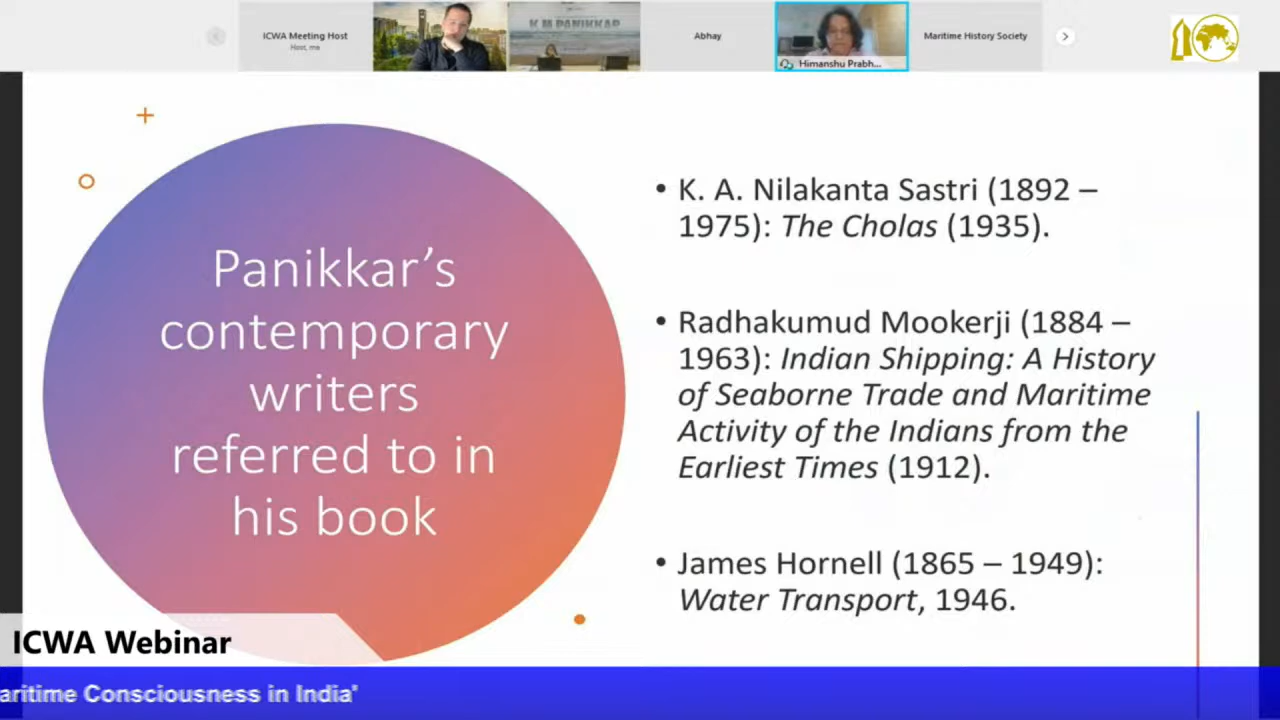 ICWA Meeting Host
Host, me
K M PANIKKAR
Abhay
Himanshu Prabh...
Maritime History Society
Panikkar’s
contemporary
writers
referred to in
his book
• K. A. Nilakanta Sastri (1892 –
1975): The Cholas (1935).
• Radhakumud Mookerji (1884 –
1963): Indian Shipping: A History
of Seaborne Trade and Maritime
Activity of the Indians from the
Earliest Times (1912).
• James Hornell (1865 – 1949):
Water Transport, 1946.
ICWA Webinar
aritime Consciousness in India'